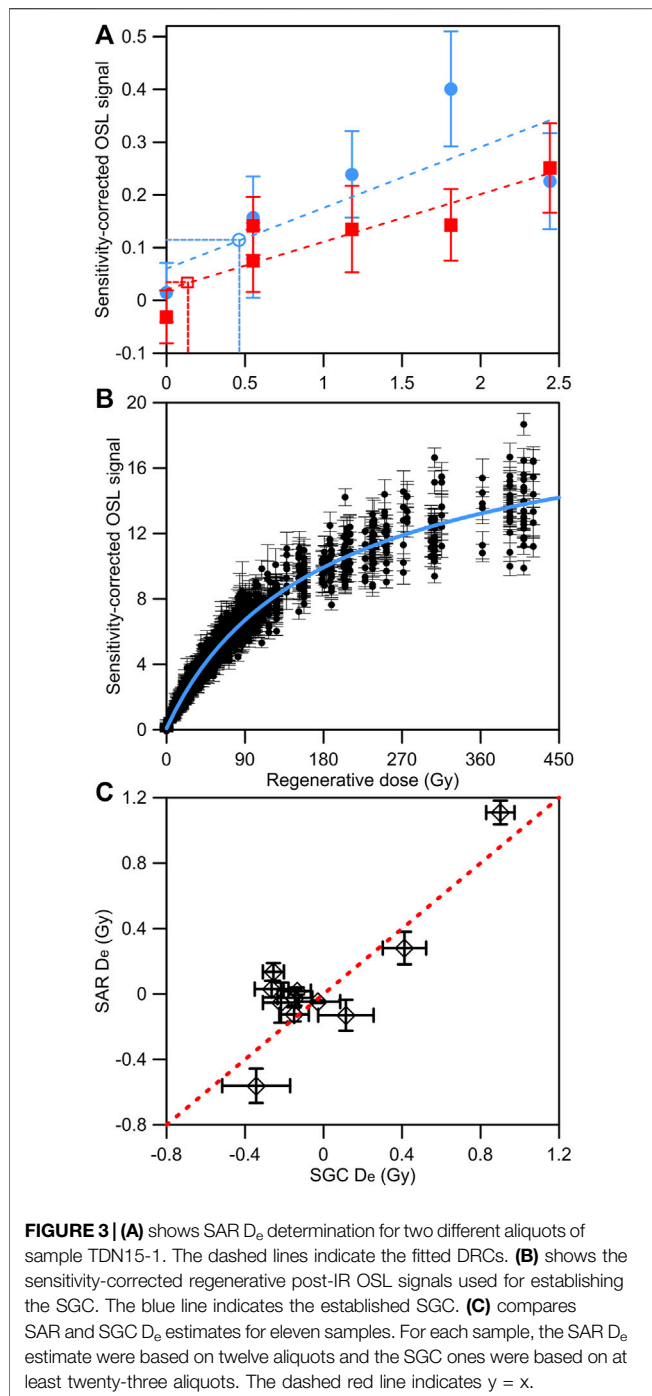 A
Sensitivity-corrected OSL signal
0.5
0.4
0.3
0.2
0.1
0
-0.1
0 0.5 1 1.5 2 2.5
B
Sensitivity-corrected OSL signal
20
16
12
8
4
0
0 90 180 270 360 450
Regenerative dose (Gy)
C
SAR De (Gy)
1.2
0.8
0.4
0
-0.4
-0.8
-0.8 -0.4 0 0.4 0.8 1.2
SGC De (Gy)
FIGURE 3 | (A) shows SAR De determination for two different aliquots of
sample TDN15-1. The dashed lines indicate the fitted DRCs. (B) shows the
sensitivity-corrected regenerative post-IR OSL signals used for establishing
the SGC. The blue line indicates the established SGC. (C) compares
SAR and SGC De estimates for eleven samples. For each sample, the SAR De
estimate were based on twelve aliquots and the SGC ones were based on at
least twenty-three aliquots. The dashed red line indicates y = x.